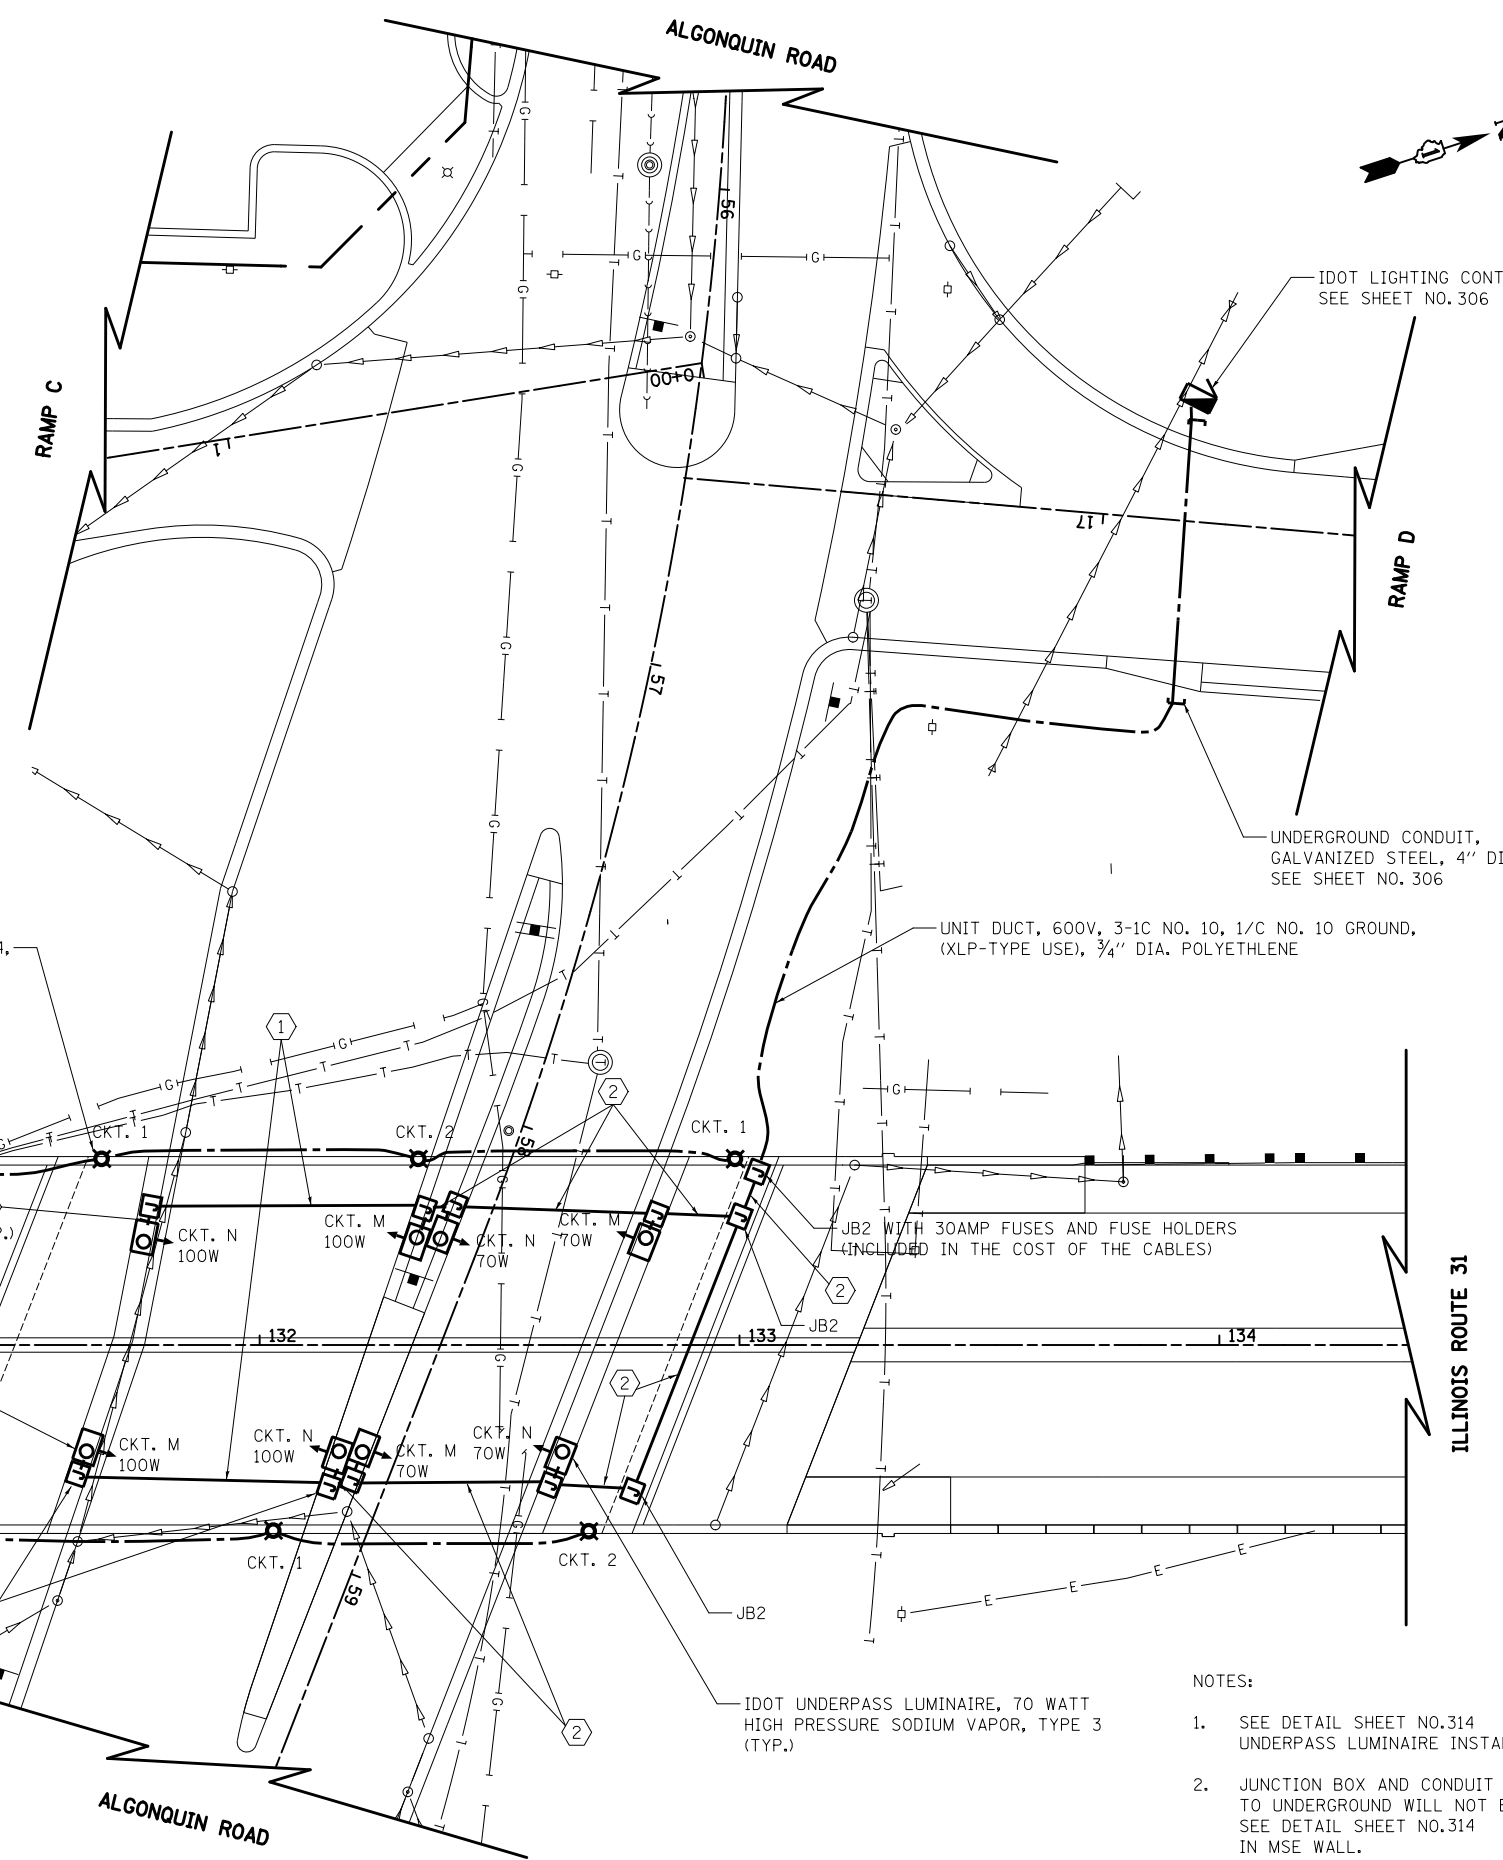 ALGONQUIN ROAD
56
IDOT LIGHTING CONT
SEE SHEET NO. 306
RAMP C
0+00
1
17
RAMP D
57
UNDERGROUND CONDUIT,
GALVANIZED STEEL, 4″ DI
SEE SHEET NO. 306
UNIT DUCT, 600V, 3-1C NO. 10, 1/C NO. 10 GROUND,
(XLP-TYPE USE), 3/4″ DIA. POLYETHLENE
1
2
CKT. 1
CKT. 2
CKT. 1
58
CKT. N
100W
CKT. M
100W
CKT. N
70W
CKT. M
70W
JB2 WITH 30AMP FUSES AND FUSE HOLDERS
(INCLUDED IN THE COST OF THE CABLES)
2
JB2
132
133
134
ILLINOIS ROUTE 31
2
CKT. M
100W
CKT. N
100W
CKT. M
70W
CKT. N
70W
CKT. 1
CKT. 2
59
JB2
IDOT UNDERPASS LUMINAIRE, 70 WATT
HIGH PRESSURE SODIUM VAPOR, TYPE 3
(TYP.)
2
ALGONQUIN ROAD
NOTES:
1. SEE DETAIL SHEET NO.314
UNDERPASS LUMINAIRE INSTA
2. JUNCTION BOX AND CONDUIT
TO UNDERGROUND WILL NOT
SEE DETAIL SHEET NO.314
IN MSE WALL.